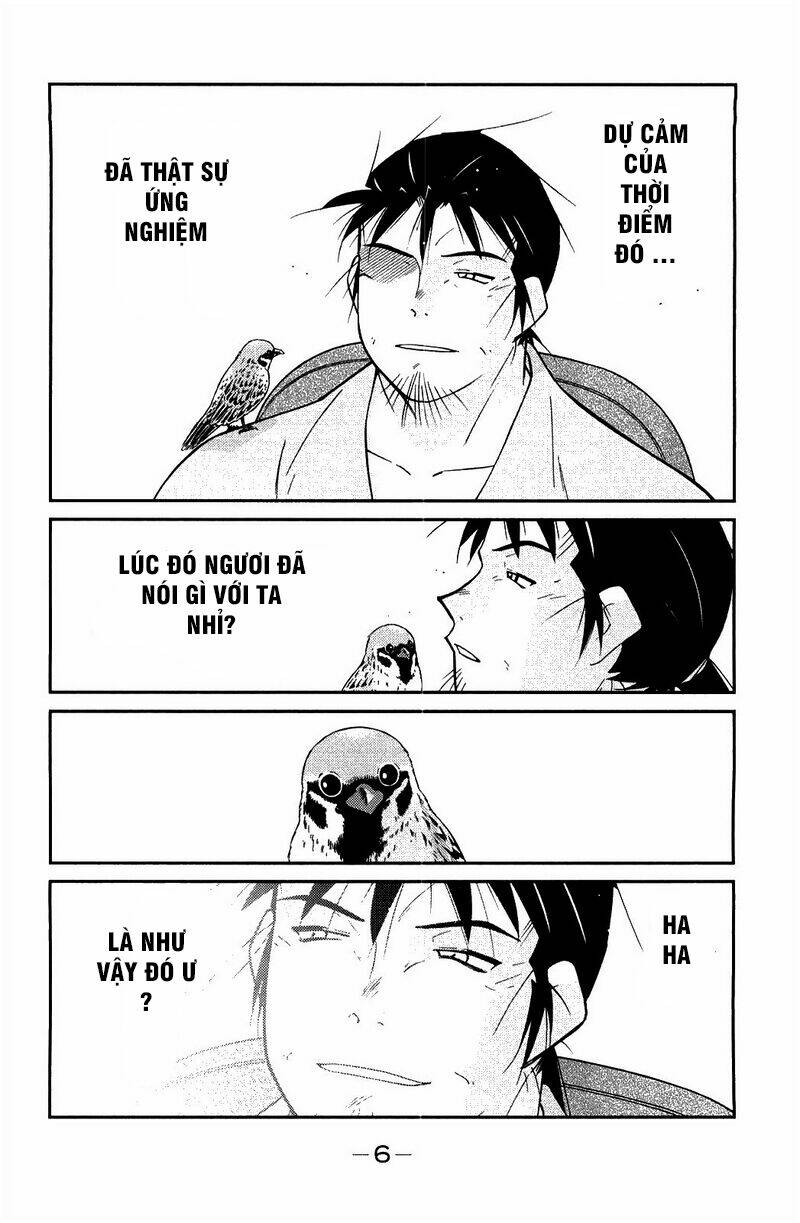 DỰ CẢM
CỦA
THỜI
ĐIỂM
ĐÓ ...
ĐÃ THẬT SỰ
ỨNG
NGHIỆM
LÚC ĐÓ NGƯƠI ĐÃ
NÓI GÌ VỚI TA
NHỈ?
HA
HA
LÀ NHƯ
VẬY ĐÓ Ư
?
—6—